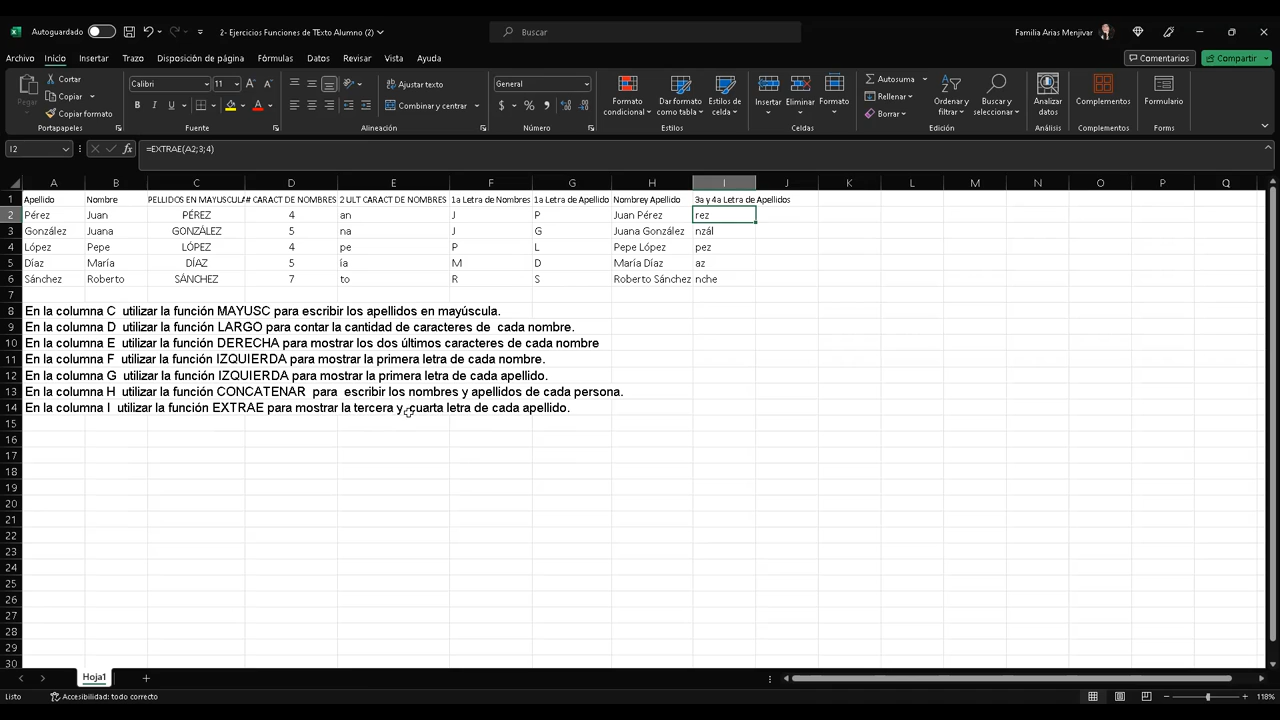 Autoguardado
2- Ejercicios Funciones de TExto Alumno (2)
Buscar
Familia Arias Menjivar
Archivo Inicio Insertar Trazo Disposición de página Fórmulas Datos Revisar Vista Ayuda
Comentarios Compartir
Pegar
Cortar
Copiar
Copiar formato
Portapapeles
Calibri 11
N K S
Fuente
Ajustar texto
Combinar y centrar
Alineación
General
$ % 000
Número
Formato condicional
Dar formato como tabla
Estilos de celda
Estilos
Insertar Eliminar Formato
Celdas
Autosuma
Rellenar
Borrar
Ordenar y filtrar
Buscar y seleccionar
Edición
Analizar datos
Análisis
Complementos
Complementos
Formulario
Forms
I2 fx =EXTRAE(A2;3;4)
A B C D E F G H I J K L M N O P Q
1 Apellido Nombre PELLIDOS EN MAYUSCULA # CARACT DE NOMBRES 2 ULT CARACT DE NOMBRES 1a Letra de Nombres 1a Letra de Apellido Nombrey Apellido 3a y 4a Letra de Apellidos
2 Pérez Juan PÉREZ 4 an J P Juan Pérez rez
3 González Juana GONZÁLEZ 5 na J G Juana González nzál
4 López Pepe LÓPEZ 4 pe P L Pepe López pez
5 Díaz María DÍAZ 5 ía M D María Díaz az
6 Sánchez Roberto SÁNCHEZ 7 to R S Roberto Sánchez nche
7
8 En la columna C utilizar la función MAYUSC para escribir los apellidos en mayúscula.
9 En la columna D utilizar la función LARGO para contar la cantidad de caracteres de cada nombre.
10 En la columna E utilizar la función DERECHA para mostrar los dos últimos caracteres de cada nombre
11 En la columna F utilizar la función IZQUIERDA para mostrar la primera letra de cada nombre.
12 En la columna G utilizar la función IZQUIERDA para mostrar la primera letra de cada apellido.
13 En la columna H utilizar la función CONCATENAR para escribir los nombres y apellidos de cada persona.
14 En la columna I utilizar la función EXTRAE para mostrar la tercera y cuarta letra de cada apellido.
15
16
17
18
19
20
21
22
23
24
25
26
27
28
29
30
Hoja1
Listo
Accesibilidad: todo correcto
118%